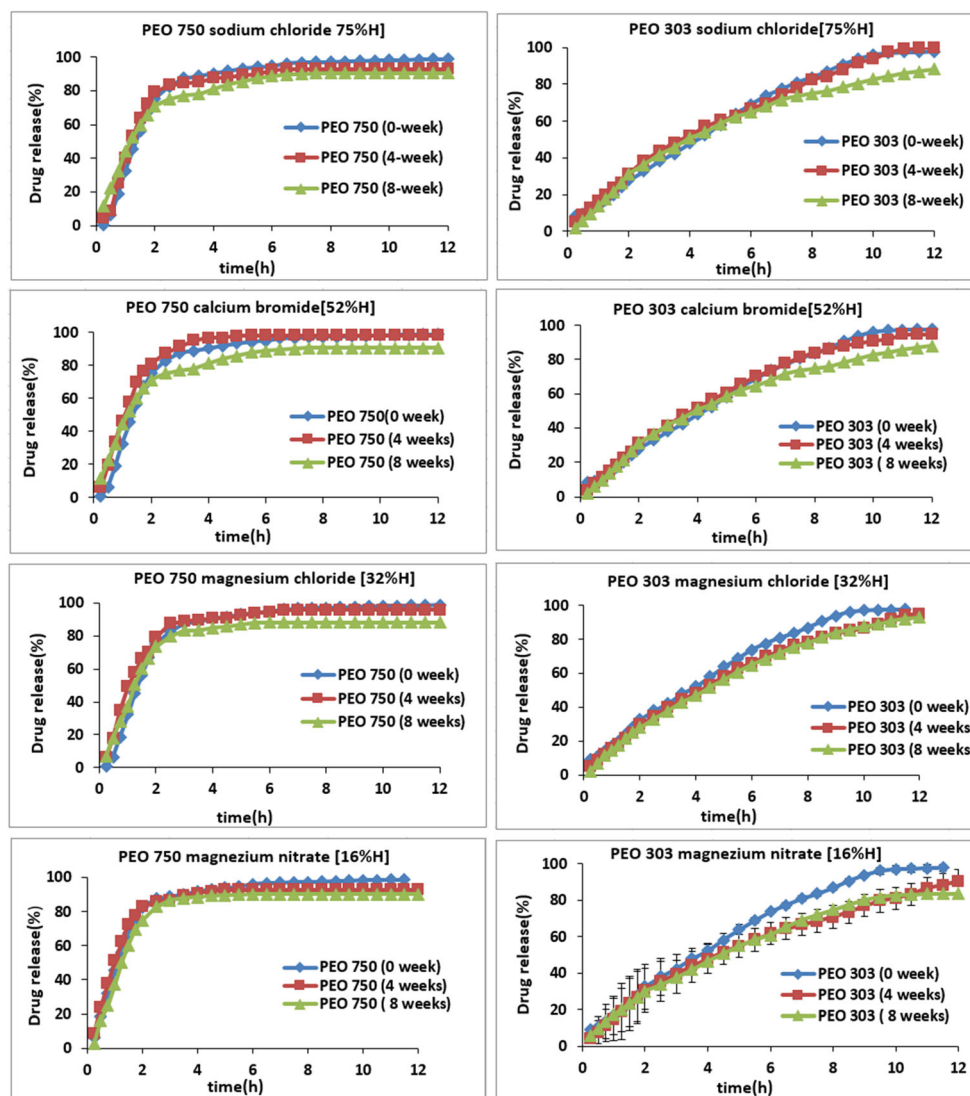 PEO 750 sodium chloride 75%H]
Drug release(%)
100
80
60
40
20
0
PEO 750 (0-week)
PEO 750 (4-week)
PEO 750 (8-week)
0 2 4 6 8 10 12
time(h)
PEO 303 sodium chloride[75%H]
Drug release(%)
100
80
60
40
20
0
PEO 303 (0-week)
PEO 303 (4-week)
PEO 303 (8-week)
0 2 4 6 8 10 12
time(h)
PEO 750 calcium bromide[52%H]
Drug release(%)
100
80
60
40
20
0
PEO 750(0 week)
PEO 750 (4 weeks)
PEO 750 (8 weeks)
0 2 4 6 8 10 12
time(h)
PEO 303 calcium bromide[52%H]
Drug release(%)
100
80
60
40
20
0
PEO 303 (0 week)
PEO 303 (4 weeks)
PEO 303 ( 8 weeks)
0 2 4 6 8 10 12
time(h)
PEO 750 magnesium chloride [32%H]
Drug release(%)
100
80
60
40
20
0
PEO 750 (0 week)
PEO 750 (4 weeks)
PEO 750 (8 weeks)
0 2 4 6 8 10 12
time(h)
PEO 303 magnesium chloride [32%H]
Drug release(%)
100
80
60
40
20
0
PEO 303 (0 week)
PEO 303 (4 weeks)
PEO 303 ( 8 weeks)
0 2 4 6 8 10 12
time(h)
PEO 750 magnezium nitrate [16%H]
Drug release(%)
100
80
60
40
20
0
PEO 750 (0 week)
PEO 750 (4 weeks)
PEO 750 ( 8 weeks)
0 2 4 6 8 10 12
time(h)
PEO 303 magnezium nitrate [16%H]
Drug release(%)
100
80
60
40
20
0
PEO 303 (0 week)
PEO 303 (4 weeks)
PEO 303 ( 8 weeks)
0 2 4 6 8 10 12
time(h)